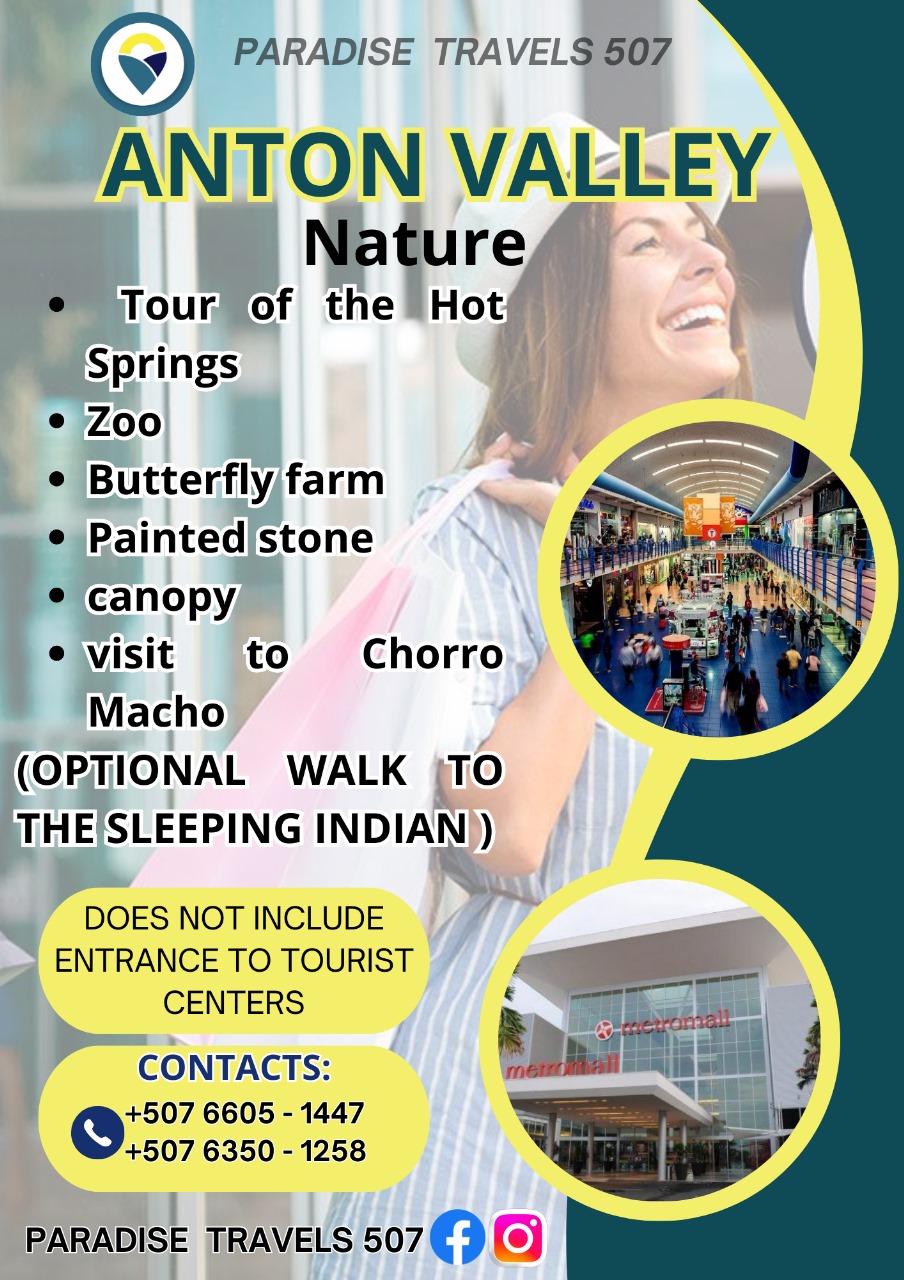 PARADISE TRAVELS 507
ANTON VALLEY
Nature
• Tour of the Hot
Springs
• Zoo
• Butterfly farm
• Painted stone
• canopy
• visit to Chorro
Macho
(OPTIONAL WALK TO
THE SLEEPING INDIAN )
DOES NOT INCLUDE
ENTRANCE TO TOURIST
CENTERS
metromall
metromall
CONTACTS:
+507 6605 - 1447
+507 6350 - 1258
PARADISE TRAVELS 507